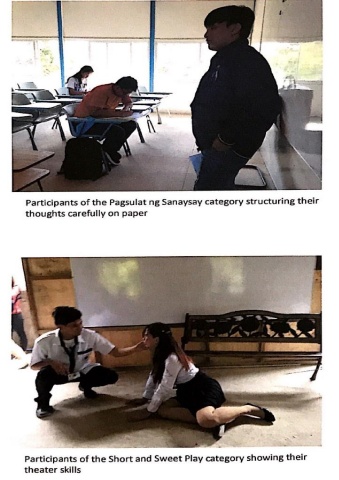 Participants of the Pagsulat ng Sanaysay category structuring their
thoughts carefully on paper
Participants of the Short and Sweet Play category showing their
theater skills